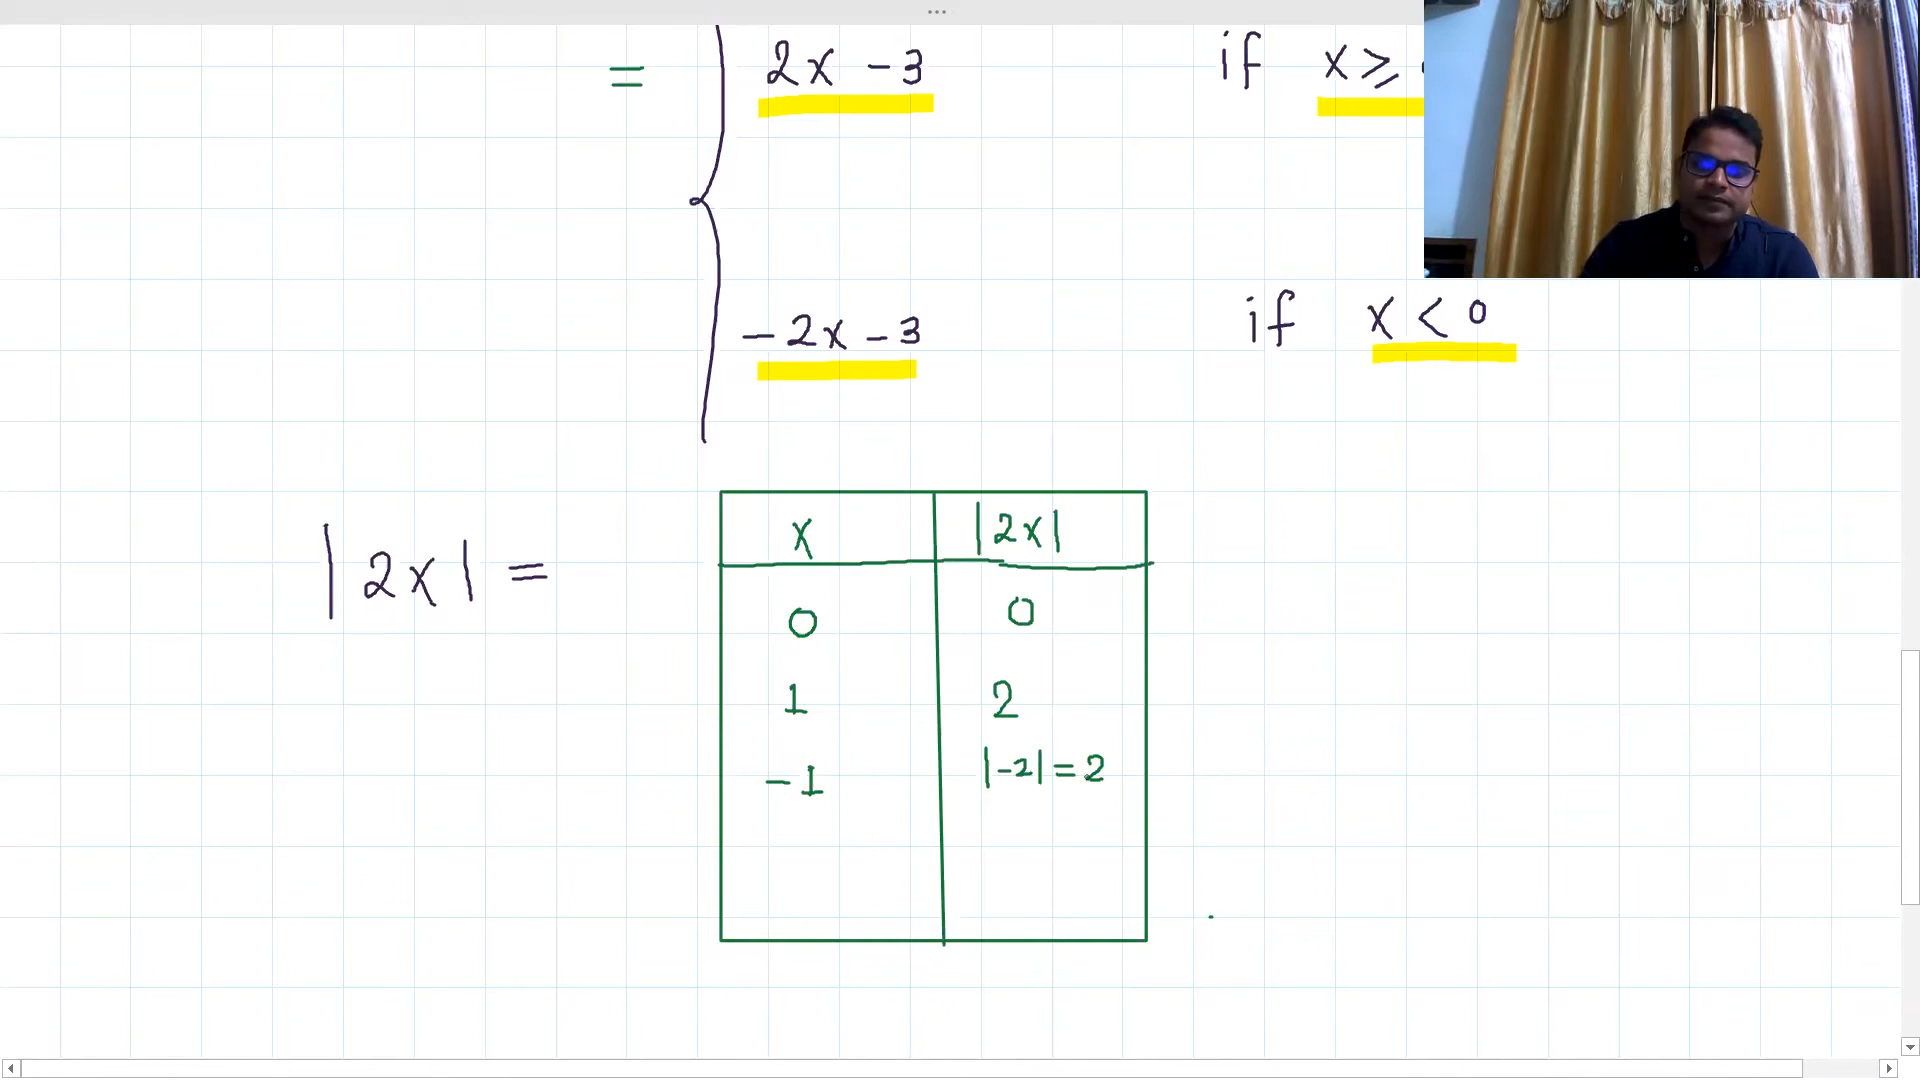 = 2x - 3 if x ≥
-2x - 3 if x < 0
|2x| =
x |2x|
0 0
1 2
-1 |-2| = 2